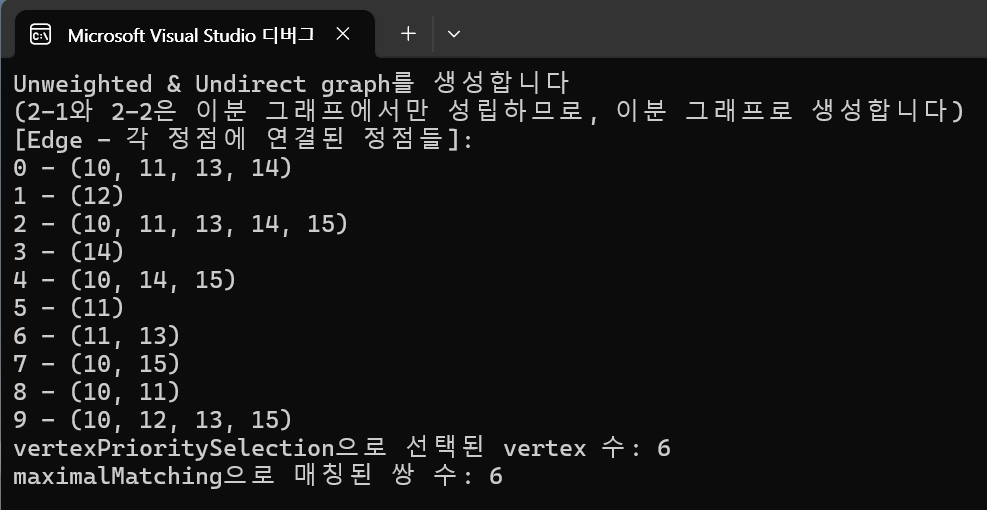 Microsoft Visual Studio 디버그
Unweighted & Undirect graph를 생성합니다
(2-1와 2-2은 이분 그래프에서만 성립하므로, 이분 그래프로 생성합니다)
[Edge - 각 정점에 연결된 정점들]:
0 - (10, 11, 13, 14)
1 - (12)
2 - (10, 11, 13, 14, 15)
3 - (14)
4 - (10, 14, 15)
5 - (11)
6 - (11, 13)
7 - (10, 15)
8 - (10, 11)
9 - (10, 12, 13, 15)
vertexPrioritySelection으로 선택된 vertex 수: 6
maximalMatching으로 매칭된 쌍 수: 6